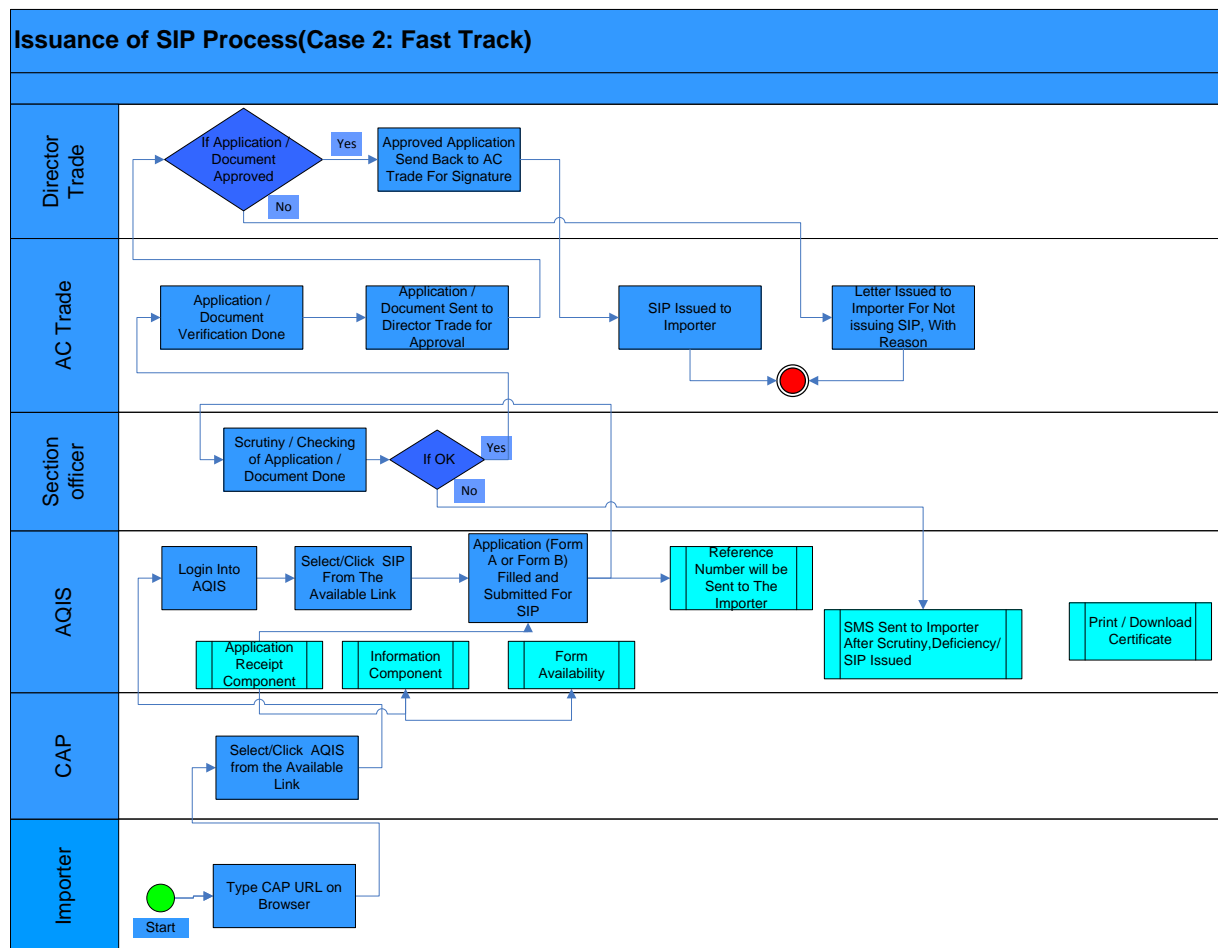 Issuance of SIP Process(Case 2: Fast Track)
Director
Trade
If Application /
Document
Approved
Yes
Approved Application
Send Back to AC
Trade For Signature
No
AC Trade
Application /
Document
Verification Done
Application /
Document Sent to
Director Trade for
Approval
SIP Issued to
Importer
Letter Issued to
Importer For Not
issuing SIP, With
Reason
Section
officer
Scrutiny / Checking
of Application /
Document Done
If OK
Yes
No
AQIS
Login Into
AQIS
Select/Click SIP
From The
Available Link
Application (Form
A or Form B)
Filled and
Submitted For
SIP
Reference
Number will be
Sent to The
Importer
SMS Sent to Importer
After Scrutiny,Deficiency/
SIP Issued
Print / Download
Certificate
Application
Receipt
Component
Information
Component
Form
Availability
CAP
Select/Click AQIS
from the Available
Link
Importer
Start
Type CAP URL on
Browser